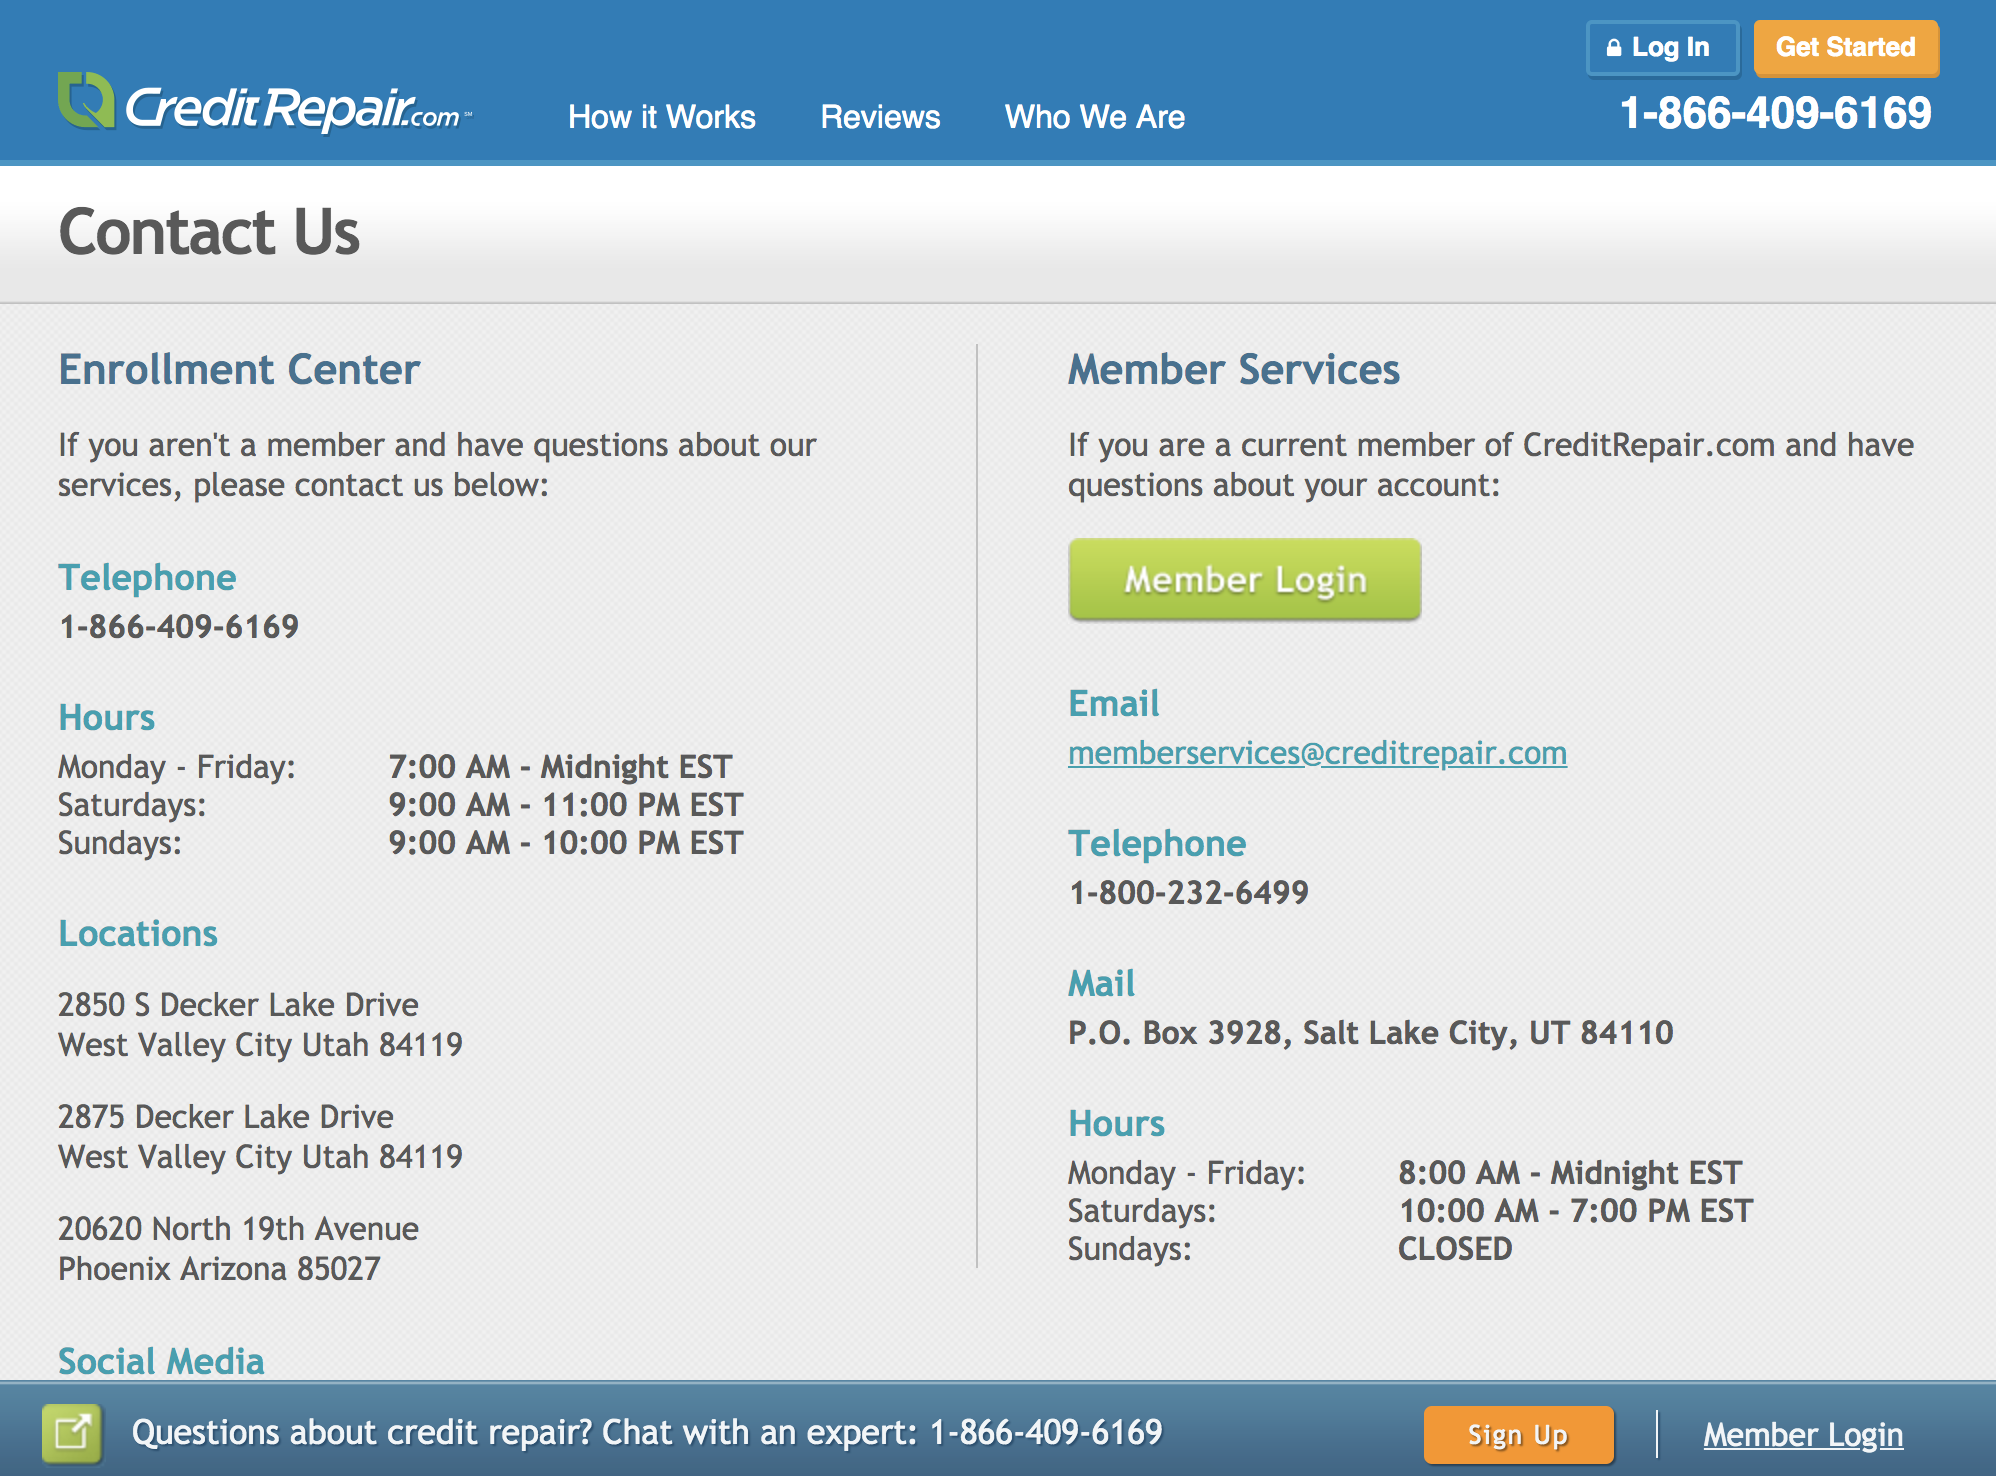 Log In
Get Started
CreditRepair.com℠
How it Works
Reviews
Who We Are
1-866-409-6169
Contact Us
Enrollment Center
If you aren't a member and have questions about our
services, please contact us below:
Telephone
1-866-409-6169
Hours
Monday - Friday: 7:00 AM - Midnight EST
Saturdays: 9:00 AM - 11:00 PM EST
Sundays: 9:00 AM - 10:00 PM EST
Locations
2850 S Decker Lake Drive
West Valley City Utah 84119
2875 Decker Lake Drive
West Valley City Utah 84119
20620 North 19th Avenue
Phoenix Arizona 85027
Social Media
Member Services
If you are a current member of CreditRepair.com and have
questions about your account:
Member Login
Email
memberservices@creditrepair.com
Telephone
1-800-232-6499
Mail
P.O. Box 3928, Salt Lake City, UT 84110
Hours
Monday - Friday: 8:00 AM - Midnight EST
Saturdays: 10:00 AM - 7:00 PM EST
Sundays: CLOSED
Questions about credit repair? Chat with an expert: 1-866-409-6169
Sign Up
Member Login